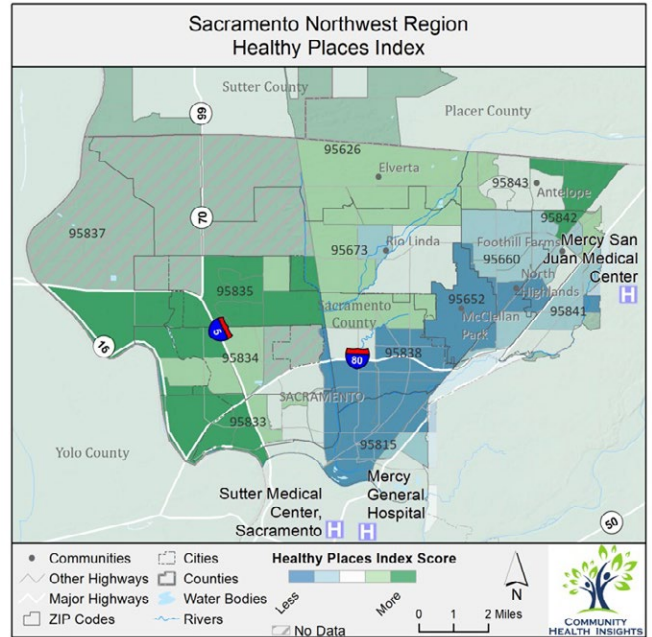 Sacramento Northwest Region
Healthy Places Index
Sutter County
Placer County
99
95626
Elverta
95843
Antelope
70
95837
95842
95673
Rio Linda
Foothill Farms
95660
Mercy San
Juan Medical
Center
H
North
Highlands
95835
95652
Sacramento
County
McClellan
Park
95841
5
16
95834
80
95838
SACRAMENTO
95833
95815
Yolo County
Sutter Medical
Center,
Sacramento
H
Mercy
General
Hospital
H
50
Communities
Other Highways
Major Highways
ZIP Codes
Cities
Counties
Water Bodies
Rivers
Healthy Places Index Score
Less
More
No Data
N
0 1 2 Miles
COMMUNITY
HEALTH INSIGHTS